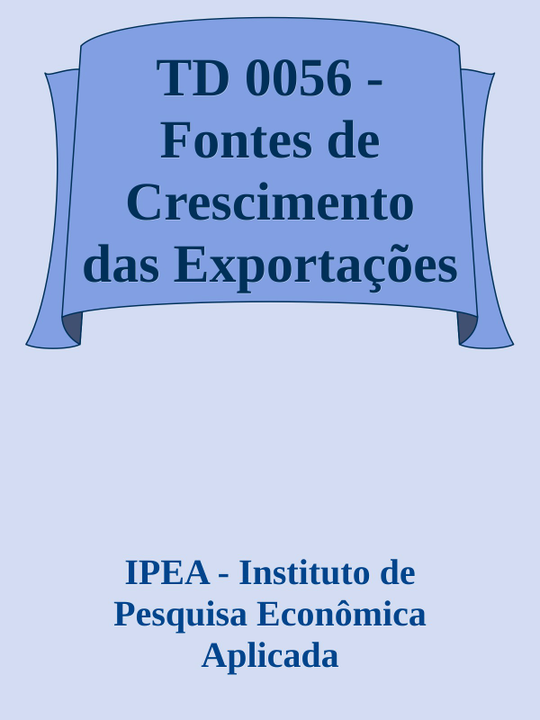 TD 0056 -
Fontes de
Crescimento
das Exportações
IPEA - Instituto de
Pesquisa Econômica
Aplicada